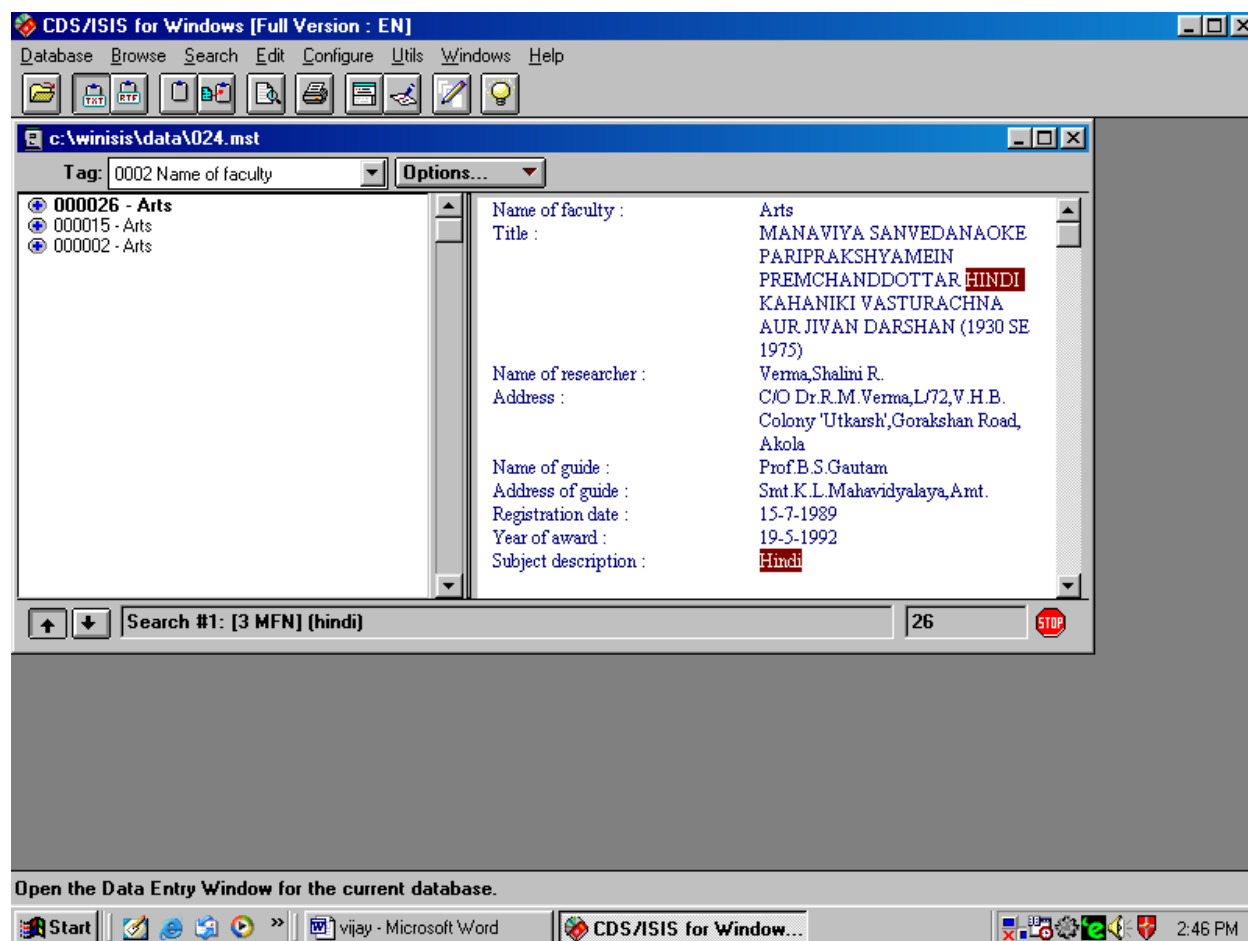 CDS/ISIS for Windows [Full Version : EN]
Database Browse Search Edit Configure Utils Windows Help
TXT RTF
c:\winisis\data\024.mst
Tag: 0002 Name of faculty Options...
000026 - Arts
000015 - Arts
000002 - Arts
Name of faculty : Arts
Title : MANAVIYA SANVEDANAOKE
PARIPRAKSHYAMEIN
PREMCHANDDOTTAR HINDI
KAHANIKI VASTURACHNA
AUR JIVAN DARSHAN (1930 SE
1975)
Name of researcher : Verma,Shalini R.
Address : C/O Dr.R.M.Verma,L/72,V.H.B.
Colony 'Utkarsh',Gorakshan Road,
Akola
Name of guide : Prof.B.S.Gautam
Address of guide : Smt.K.L.Mahavidyalaya,Amt.
Registration date : 15-7-1989
Year of award : 19-5-1992
Subject description : Hindi
Search #1: [3 MFN] (hindi) 26 STOP
Open the Data Entry Window for the current database.
Start » vijay - Microsoft Word CDS/ISIS for Window... 2:46 PM